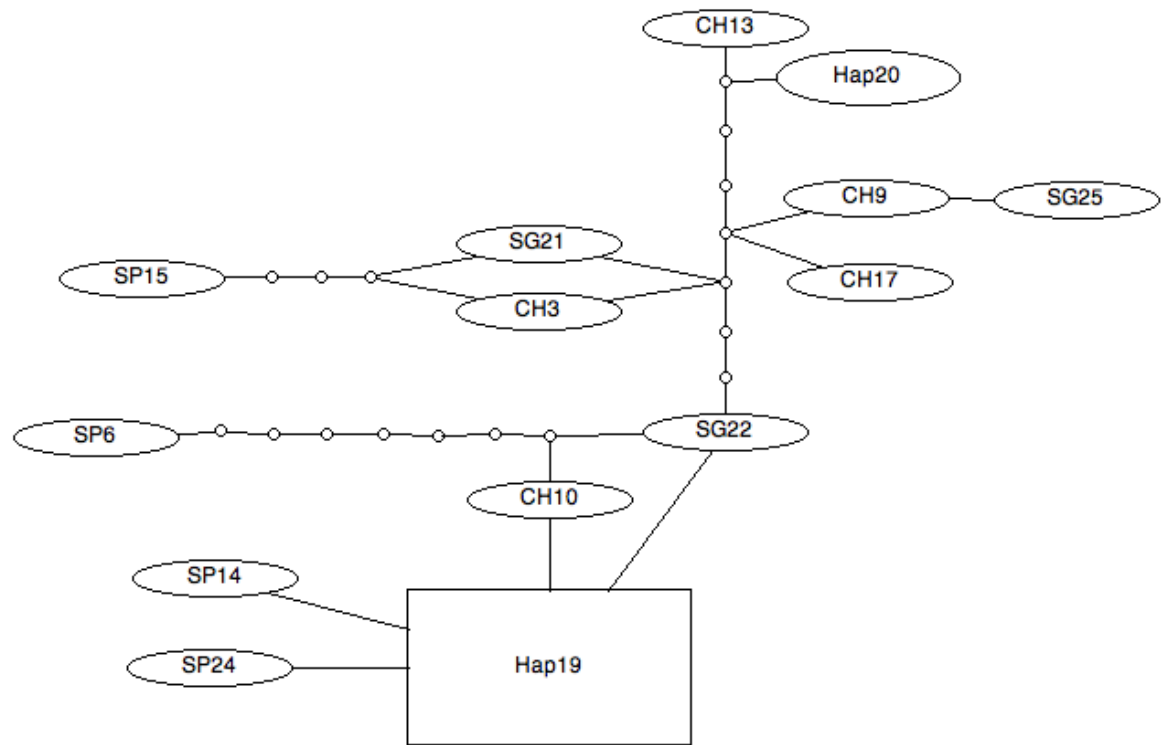 CH13
Hap20
CH9
SG25
SG21
SP15
CH17
CH3
SP6
SG22
CH10
SP14
SP24
Hap19